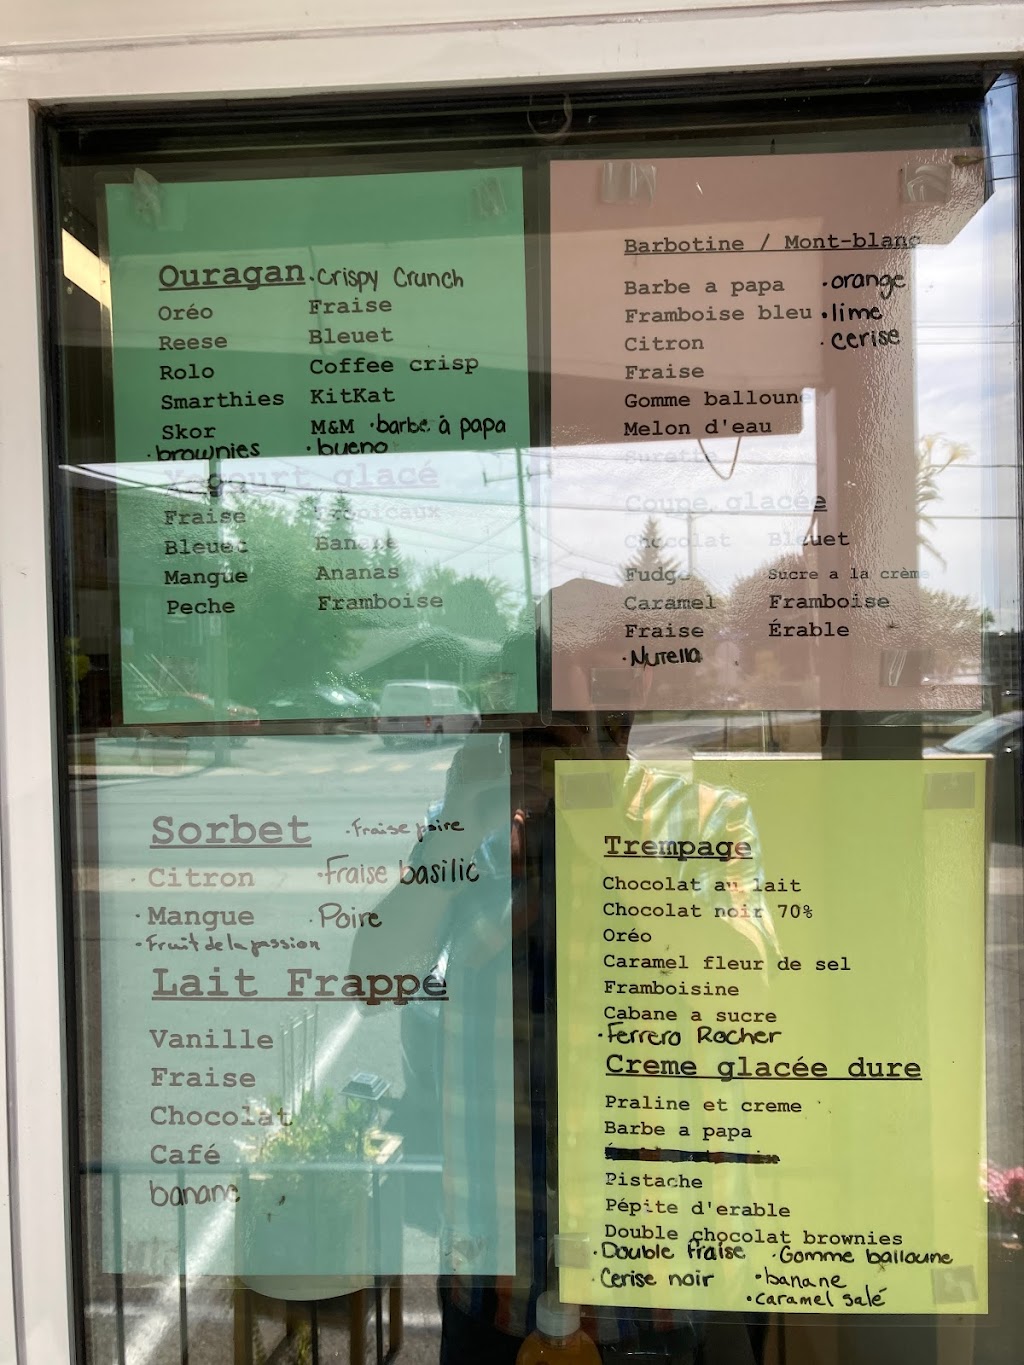 Ouragan · Crispy Crunch
Oréo Fraise
Reese Bleuet
Rolo Coffee crisp
Smarthies KitKat
Skor M&M · barbe à papa
· brownies · bueno
Yogourt glacé
Fraise Tropicaux
Bleuet Banane
Mangue Ananas
Peche Framboise
Barbotine / Mont-blanc
Barbe a papa · orange
Framboise bleu · lime
Citron · cerise
Fraise
Gomme balloune
Melon d'eau
Surette
Coupe glacée
Chocolat Bleuet
Fudge Sucre a la crème
Caramel Framboise
Fraise Érable
· Nutella
Sorbet · Fraise poire
· Citron · Fraise basilic
· Mangue · Poire
· Fruit de la passion
Lait Frappé
Vanille
Fraise
Chocolat
Café
banane
Trempage
Chocolat au lait
Chocolat noir 70%
Oréo
Caramel fleur de sel
Framboisine
Cabane a sucre
· Ferrero Rocher
Creme glacée dure
Praline et creme
Barbe a papa
Pistache
Pépite d'erable
Double chocolat brownies
· Double fraise · Gomme balloune
· Cerise noir · banane
· caramel salé